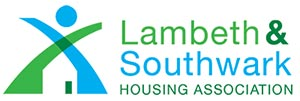 Lambeth &
Southwark
HOUSING ASSOCIATION